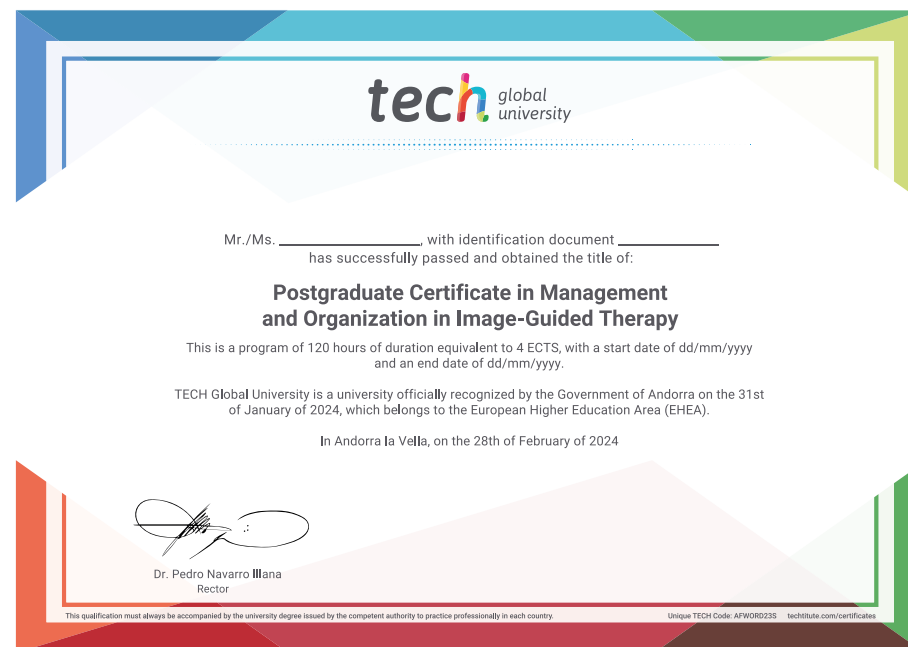 tech global
university
Mr./Ms. ____________________, with identification document ______________
has successfully passed and obtained the title of:
Postgraduate Certificate in Management
and Organization in Image-Guided Therapy
This is a program of 120 hours of duration equivalent to 4 ECTS, with a start date of dd/mm/yyyy
and an end date of dd/mm/yyyy.
TECH Global University is a university officially recognized by the Government of Andorra on the 31st
of January of 2024, which belongs to the European Higher Education Area (EHEA).
In Andorra la Vella, on the 28th of February of 2024
Dr. Pedro Navarro Illana
Rector
This qualification must always be accompanied by the university degree issued by the competent authority to practice professionally in each country.
Unique TECH Code: AFWORD23S techtitute.com/certificates